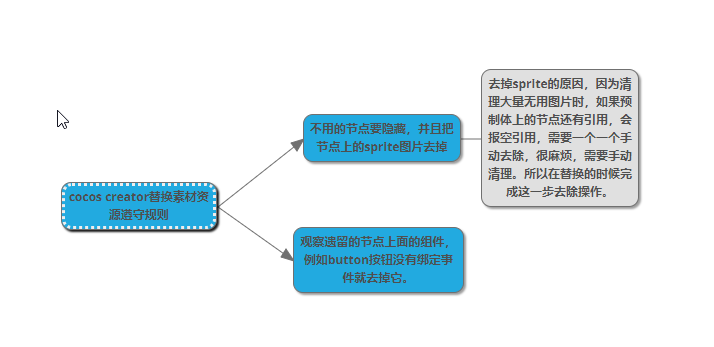 cocos creator替换素材资
源遵守规则
不用的节点要隐藏，并且把
节点上的sprite图片去掉
去掉sprite的原因，因为清
理大量无用图片时，如果预
制体上的节点还有引用，会
报空引用，需要一个一个手
动去除，很麻烦，需要手动
清理。所以在替换的时候完
成这一步去除操作。
观察遗留的节点上面的组件，
例如button按钮没有绑定事
件就去掉它。